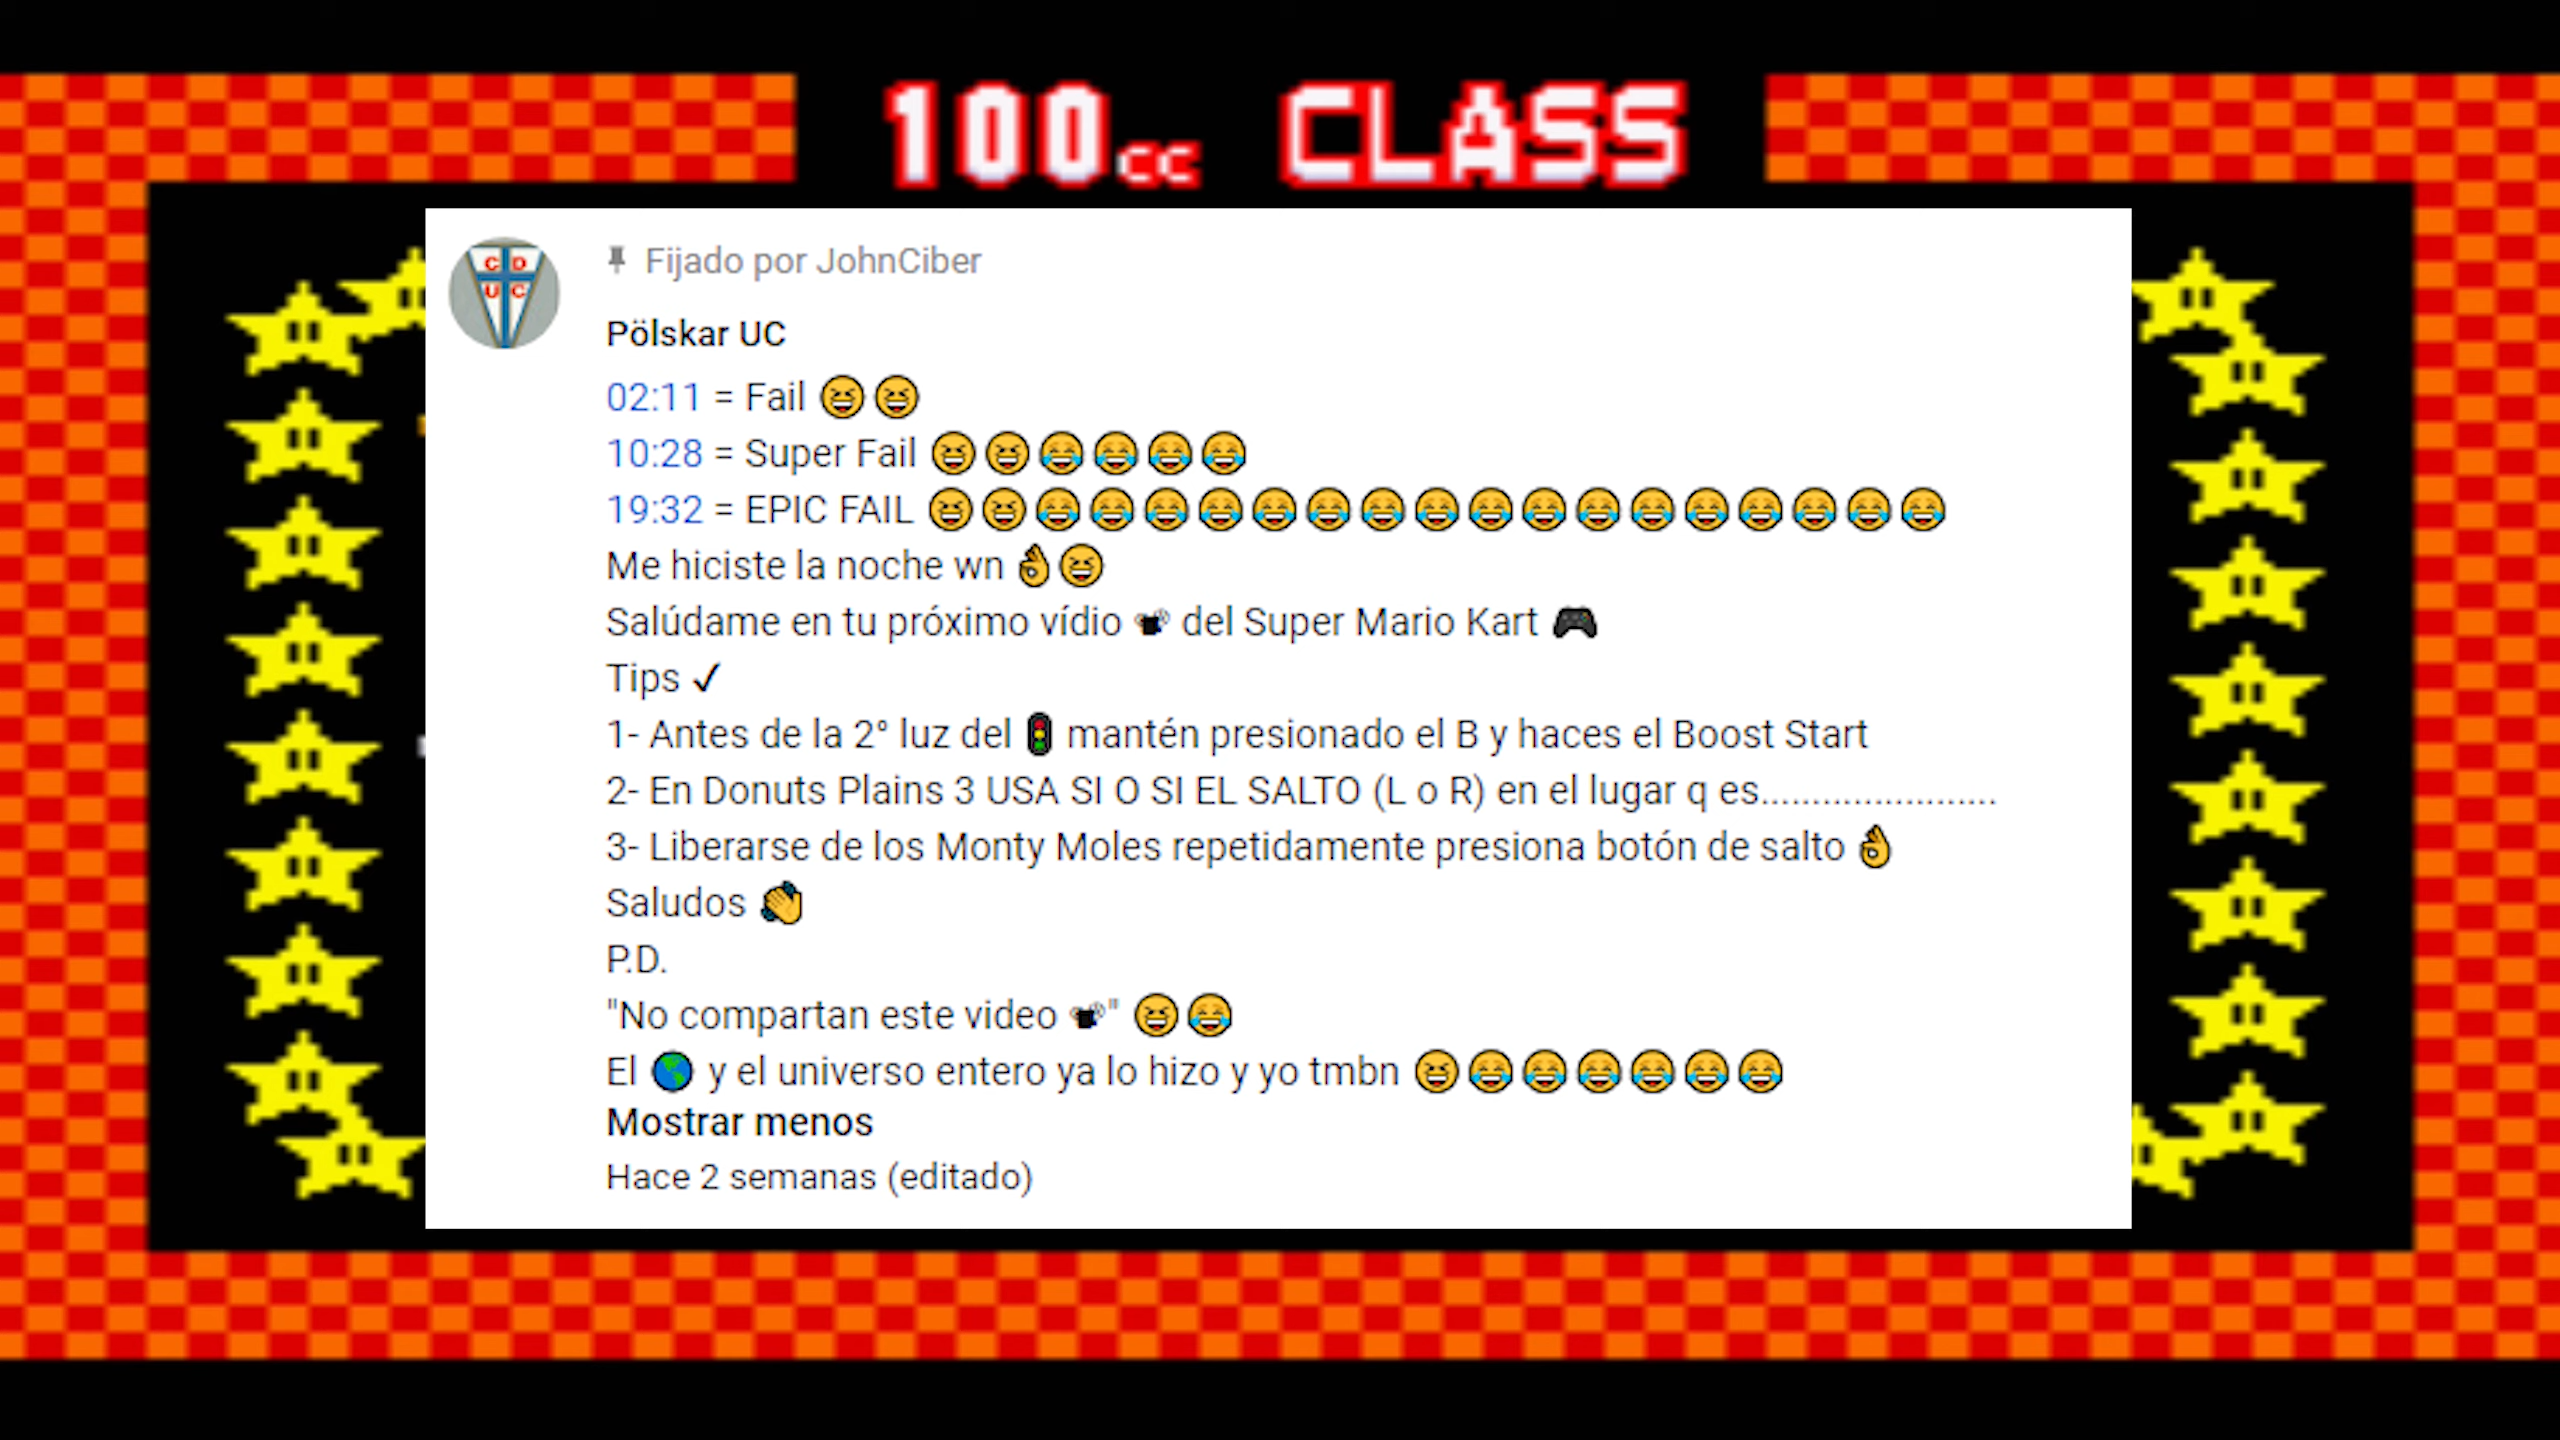 100cc CLASS
C D
U C
Fijado por JohnCiber
Pölskar UC
02:11 = Fail 😆😆
10:28 = Super Fail 😆😆😂😂😂😂
19:32 = EPIC FAIL 😆😆😂😂😂😂😂😂😂😂😂😂😂😂😂😂😂😂😂
Me hiciste la noche wn 👌😆
Salúdame en tu próximo vídio 📽 del Super Mario Kart 🎮
Tips ✓
1- Antes de la 2° luz del 🚦 mantén presionado el B y haces el Boost Start
2- En Donuts Plains 3 USA SI O SI EL SALTO (L o R) en el lugar q es.......................
3- Liberarse de los Monty Moles repetidamente presiona botón de salto 👌
Saludos 👏
P.D.
"No compartan este video 📽" 😆😂
El 🌎 y el universo entero ya lo hizo y yo tmbn 😆😂😂😂😂😂😂
Mostrar menos
Hace 2 semanas (editado)